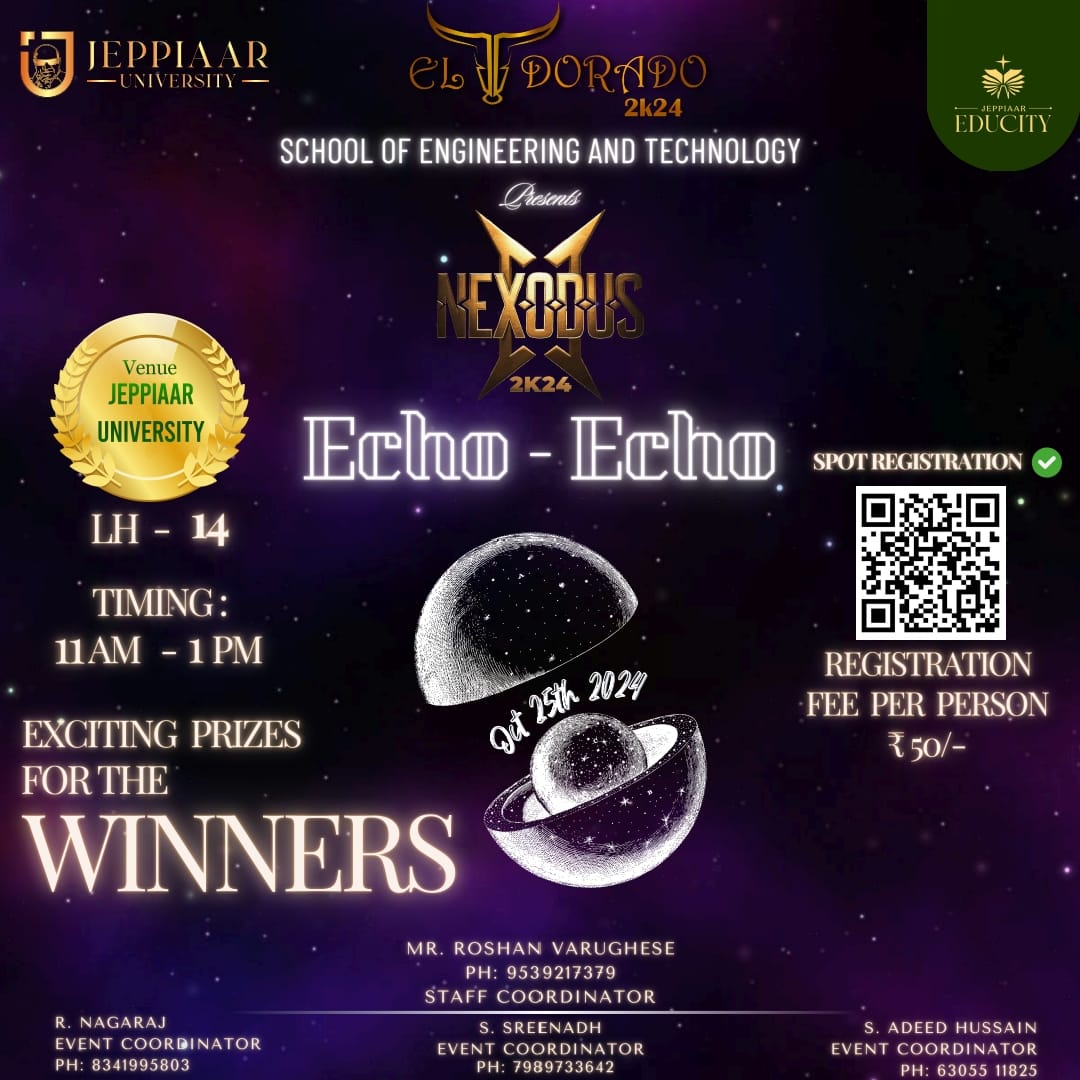 JEPPIAAR
UNIVERSITY
EL DORADO
2k24
JEPPIAAR
EDUCITY
SCHOOL OF ENGINEERING AND TECHNOLOGY
Presents
NEXODUS
2K24
Echo - Echo
Venue
JEPPIAAR
UNIVERSITY
LH - 14
TIMING :
11 AM - 1 PM
SPOT REGISTRATION
REGISTRATION
FEE PER PERSON
₹ 50/-
Oct 25th 2024
EXCITING PRIZES
FOR THE
WINNERS
MR. ROSHAN VARUGHESE
PH: 9539217379
STAFF COORDINATOR
R. NAGARAJ
EVENT COORDINATOR
PH: 8341995803
S. SREENADH
EVENT COORDINATOR
PH: 7989733642
S. ADEED HUSSAIN
EVENT COORDINATOR
PH: 63055 11825